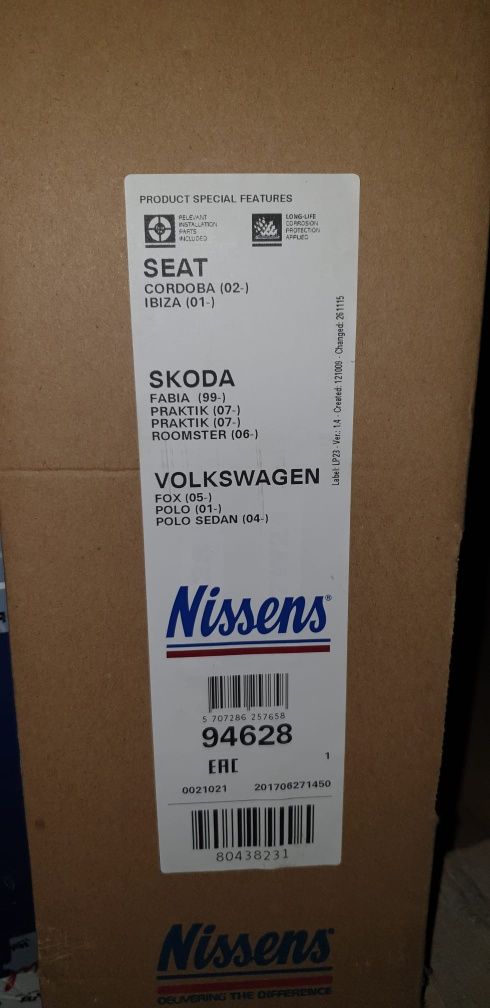 PRODUCT SPECIAL FEATURES
RELEVANT
INSTALLATION
PARTS
INCLUDED
LONG-LIFE
CORROSION
PROTECTION
APPLIED
SEAT
CORDOBA (02-)
IBIZA (01-)
SKODA
FABIA (99-)
PRAKTIK (07-)
PRAKTIK (07-)
ROOMSTER (06-)
VOLKSWAGEN
FOX (05-)
POLO (01-)
POLO SEDAN (04-)
Label: LP23 - Ver.: 1.4 - Created: 121009 - Changed: 261115
Nissens®
5 707286 257658
94628
EAC
1
0021021 201706271450
80438231
Nissens
DELIVERING THE DIFFERENCE